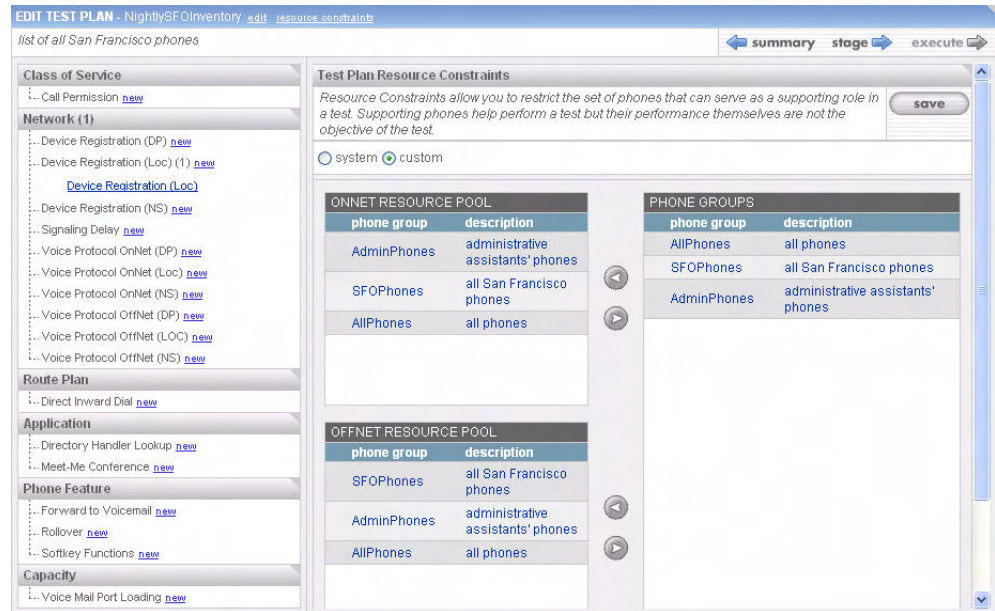 EDIT TEST PLAN - NightlySFOInventory edit resource constraints
list of all San Francisco phones
summary stage execute
Class of Service
Call Permission new
Network (1)
Device Registration (DP) new
Device Registration (Loc) (1) new
Device Registration (Loc)
Device Registration (NS) new
Signaling Delay new
Voice Protocol OnNet (DP) new
Voice Protocol OnNet (Loc) new
Voice Protocol OnNet (NS) new
Voice Protocol OffNet (DP) new
Voice Protocol OffNet (LOC) new
Voice Protocol OffNet (NS) new
Route Plan
Direct Inward Dial new
Application
Directory Handler Lookup new
Meet-Me Conference new
Phone Feature
Forward to Voicemail new
Rollover new
Softkey Functions new
Capacity
Voice Mail Port Loading new
Test Plan Resource Constraints
Resource Constraints allow you to restrict the set of phones that can serve as a supporting role in
a test. Supporting phones help perform a test but their performance themselves are not the
objective of the test.
save
system custom
ONNET RESOURCE POOL
phone group description
AdminPhones administrative
assistants' phones
SFOPhones all San Francisco
phones
AllPhones all phones
OFFNET RESOURCE POOL
phone group description
SFOPhones all San Francisco
phones
AdminPhones administrative
assistants' phones
AllPhones all phones
PHONE GROUPS
phone group description
AllPhones all phones
SFOPhones all San Francisco phones
AdminPhones administrative assistants'
phones